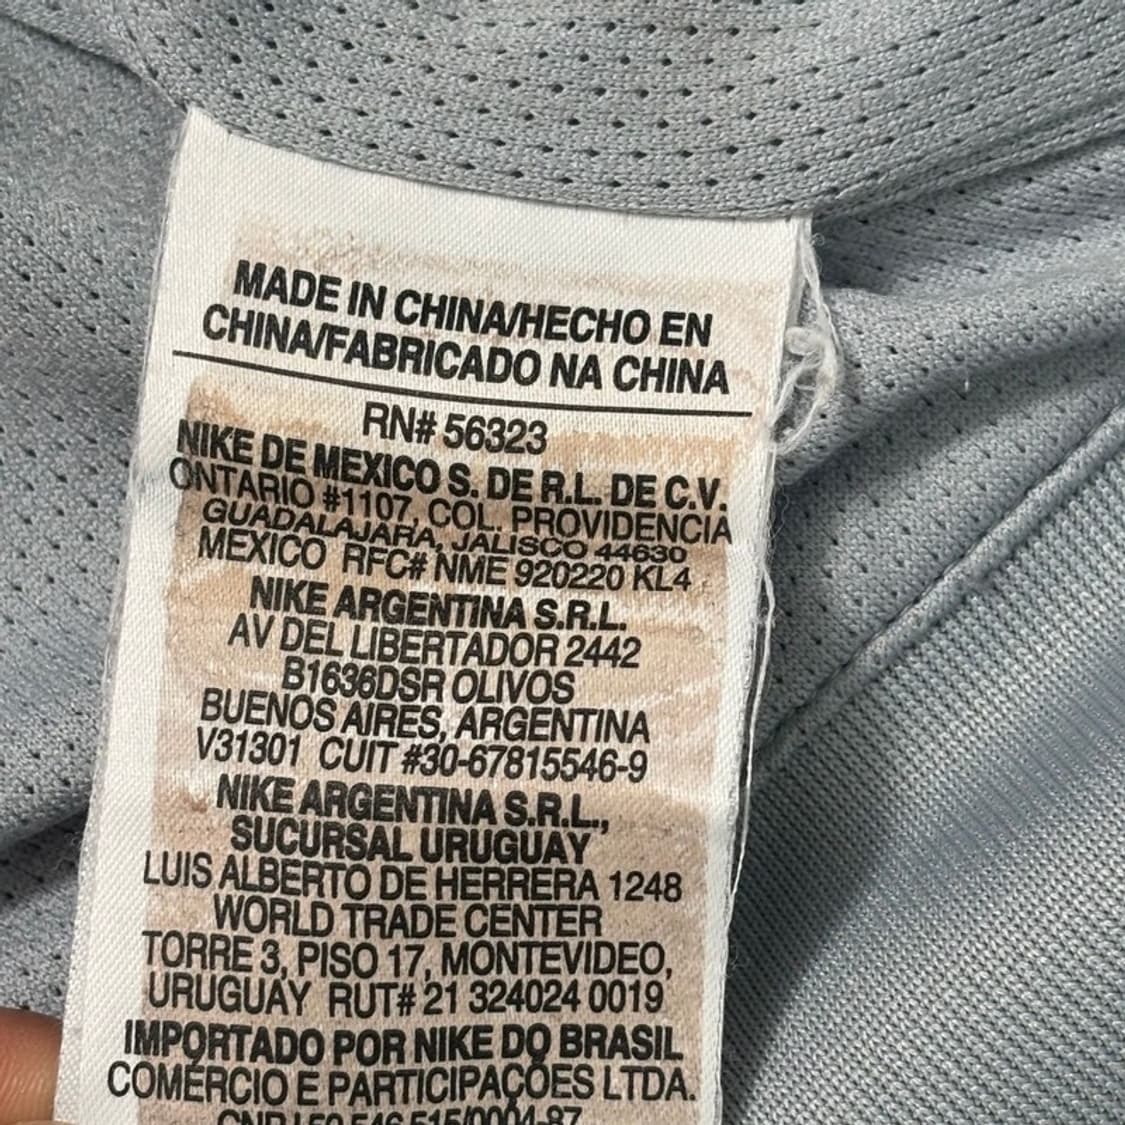 MADE IN CHINA/HECHO EN
CHINA/FABRICADO NA CHINA
RN# 56323
NIKE DE MEXICO S. DE R.L. DE C.V.
ONTARIO #1107, COL. PROVIDENCIA
GUADALAJARA, JALISCO 44630
MEXICO RFC# NME 920220 KL4
NIKE ARGENTINA S.R.L.
AV DEL LIBERTADOR 2442
B1636DSR OLIVOS
BUENOS AIRES, ARGENTINA
V31301 CUIT #30-67815546-9
NIKE ARGENTINA S.R.L.,
SUCURSAL URUGUAY
LUIS ALBERTO DE HERRERA 1248
WORLD TRADE CENTER
TORRE 3, PISO 17, MONTEVIDEO,
URUGUAY RUT# 21 324024 0019
IMPORTADO POR NIKE DO BRASIL
COMÉRCIO E PARTICIPAÇÕES LTDA.